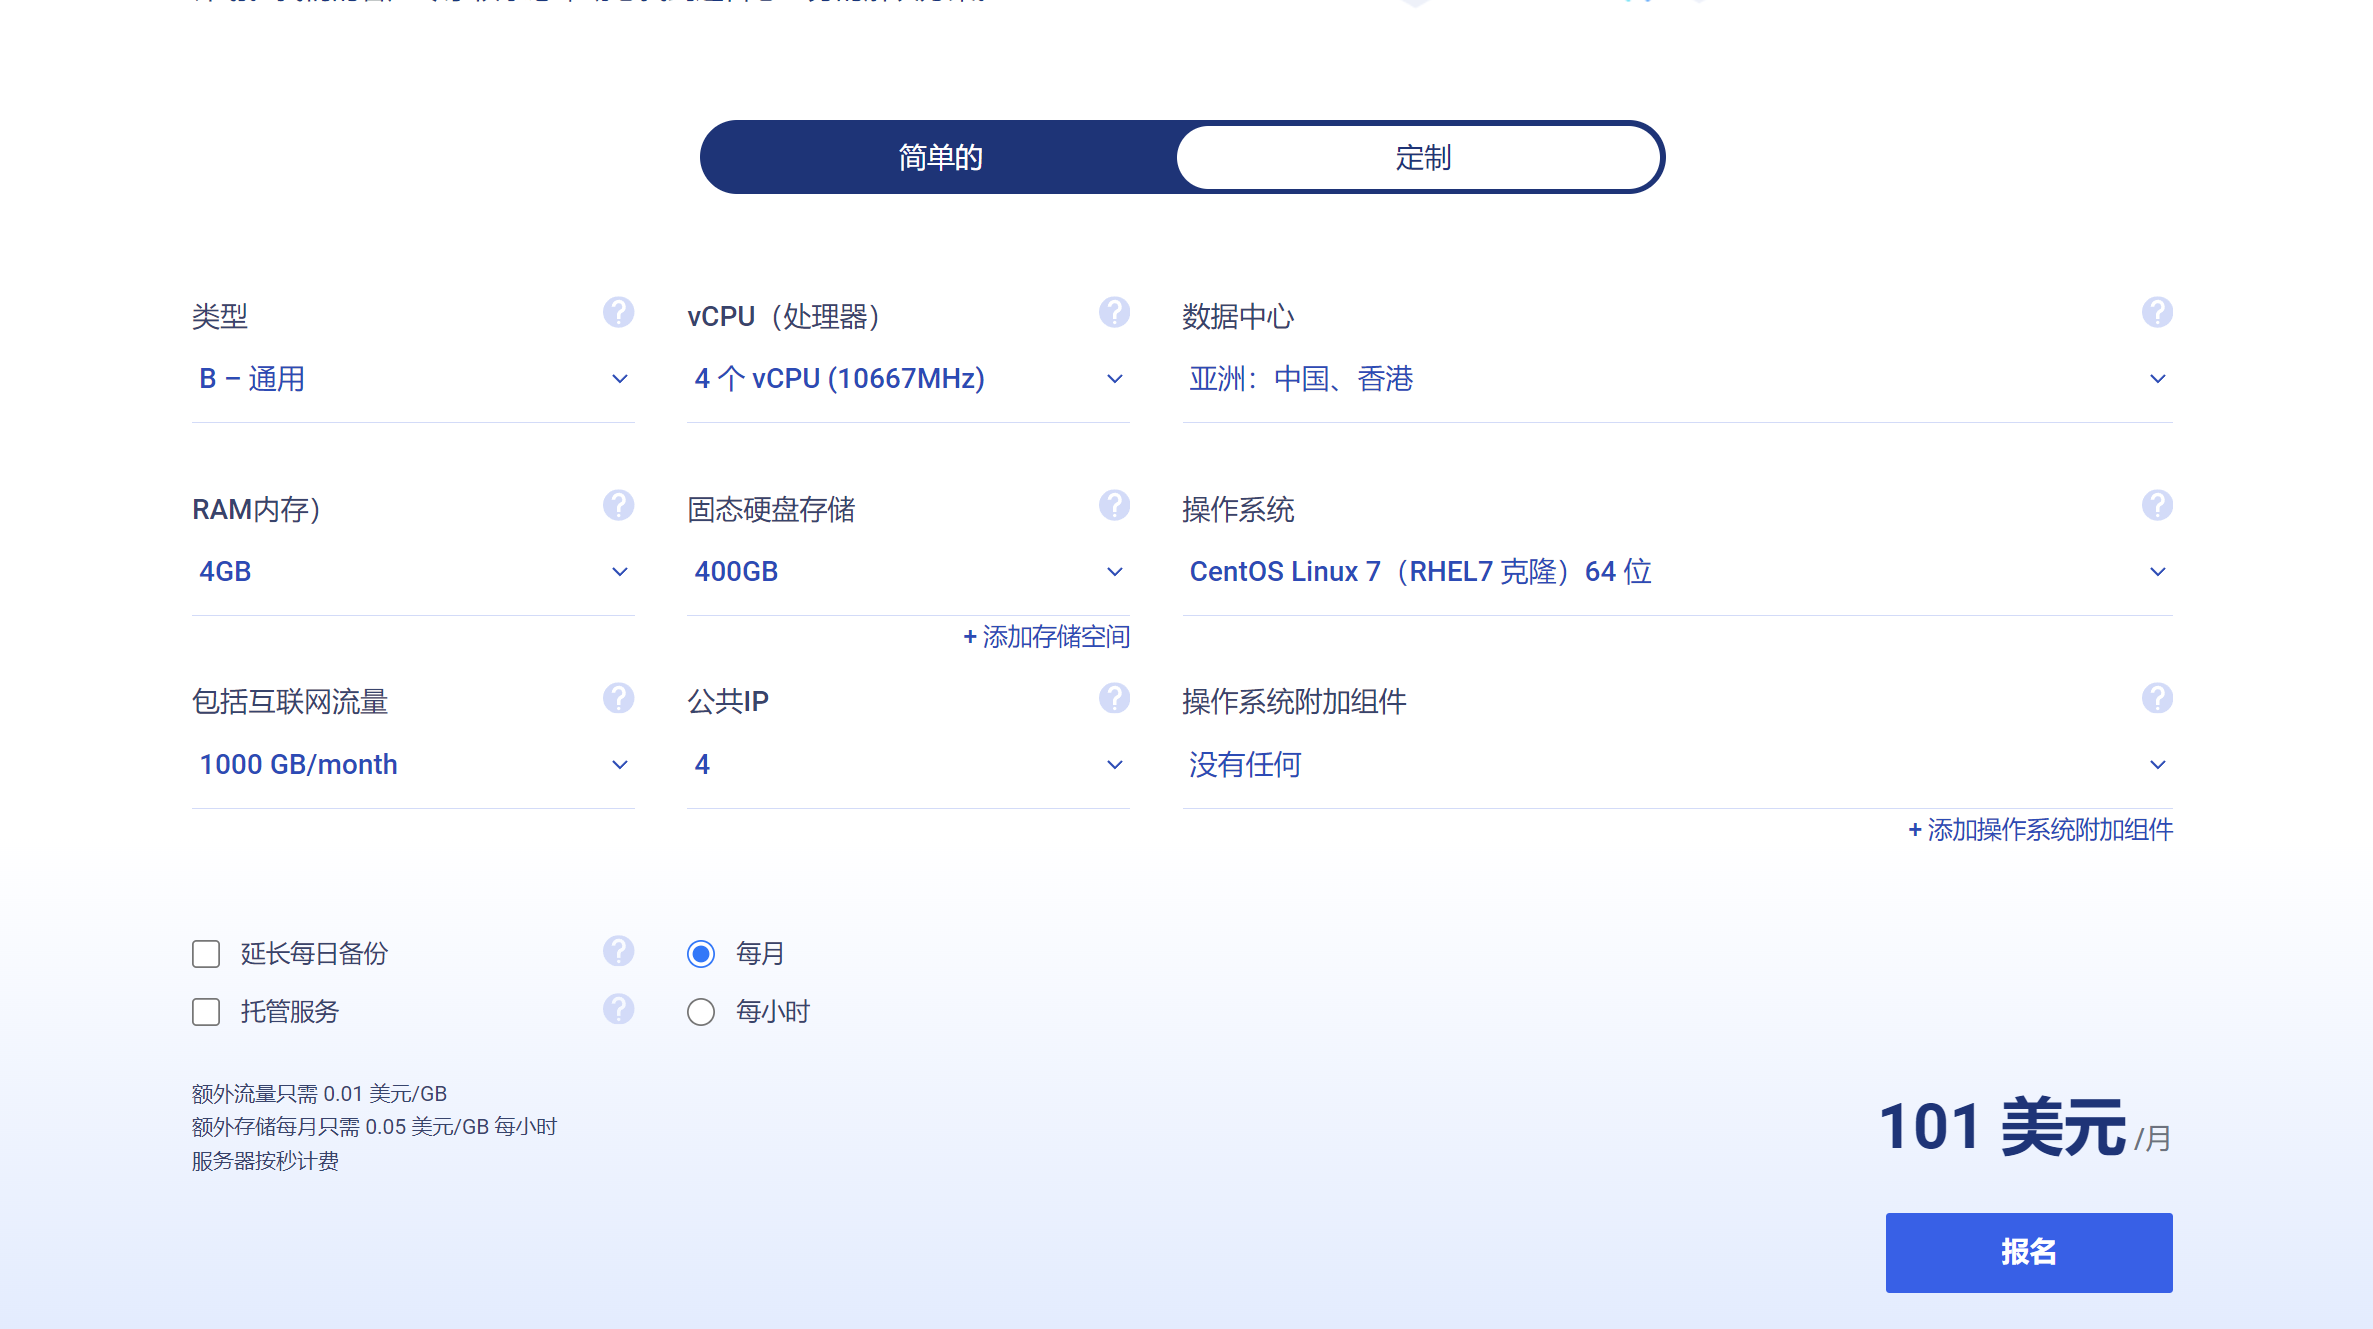 简单的
定制
类型
vCPU（处理器）
数据中心
B – 通用
4 个 vCPU (10667MHz)
亚洲：中国、香港
RAM内存）
固态硬盘存储
操作系统
4GB
400GB
CentOS Linux 7（RHEL7 克隆）64 位
+ 添加存储空间
包括互联网流量
公共IP
操作系统附加组件
1000 GB/month
4
没有任何
+ 添加操作系统附加组件
延长每日备份
每月
托管服务
每小时
额外流量只需 0.01 美元/GB
额外存储每月只需 0.05 美元/GB 每小时
服务器按秒计费
101 美元 /月
报名